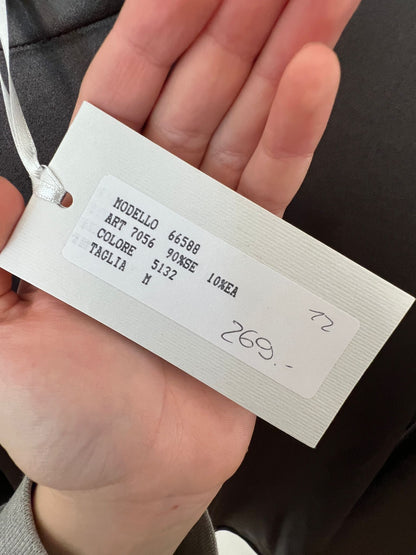 MODELLO 66588
ART 7056 90%SE 10%EA
COLORE 5132
TAGLIA M
12
269.-